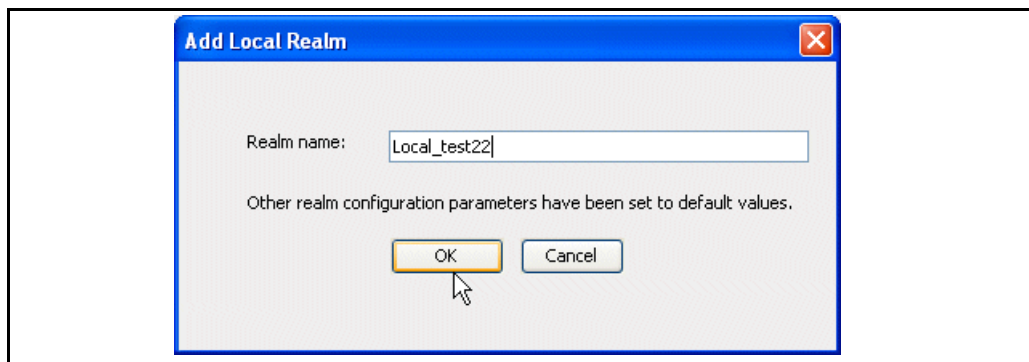 Add Local Realm
Realm name: Local_test22
Other realm configuration parameters have been set to default values.
OK Cancel